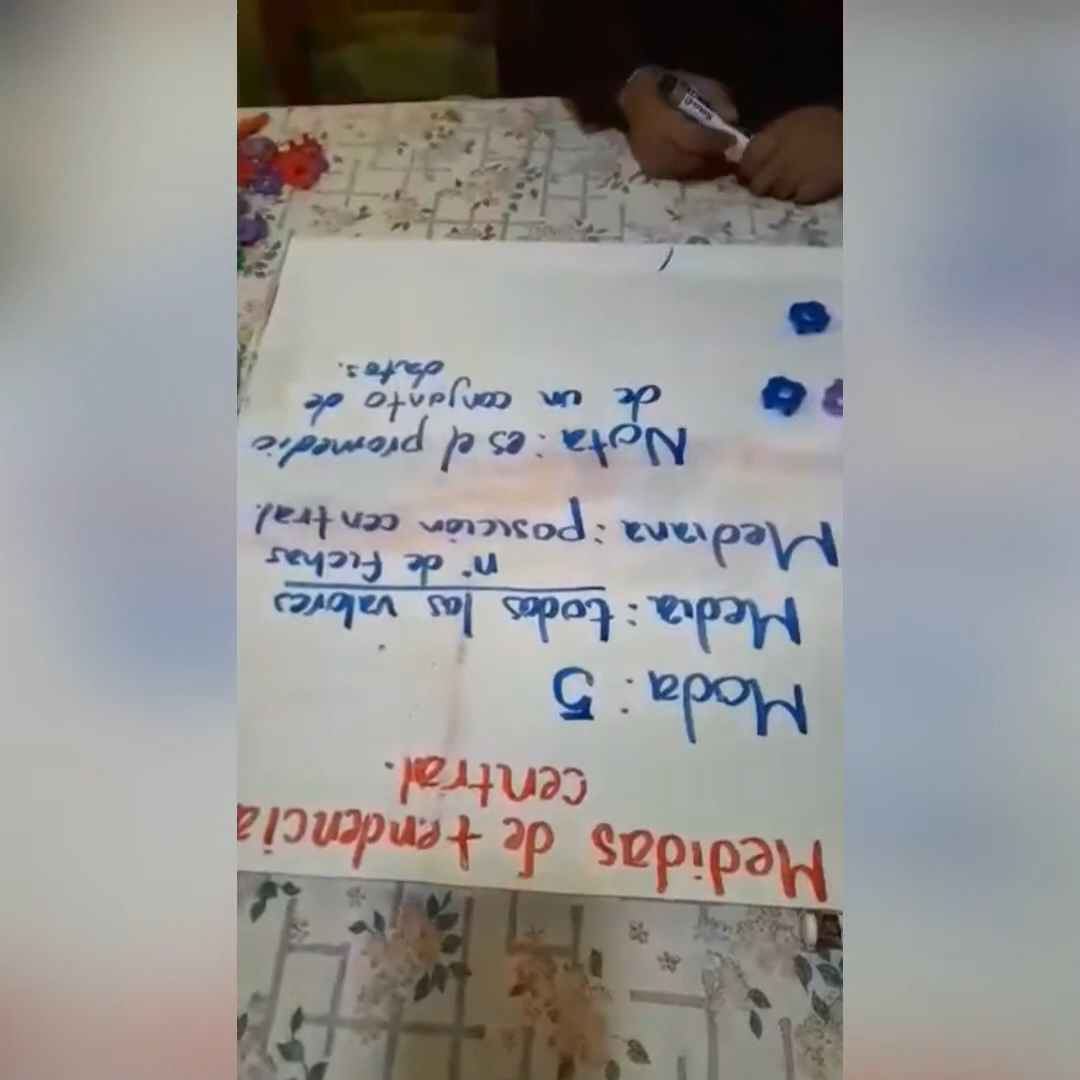 Medidas de tendencia
central.
Moda: 5
Media: todos los valores
n° de fichas
Mediana: posición central.
Nota: es el promedio
de un conjunto de
datos.